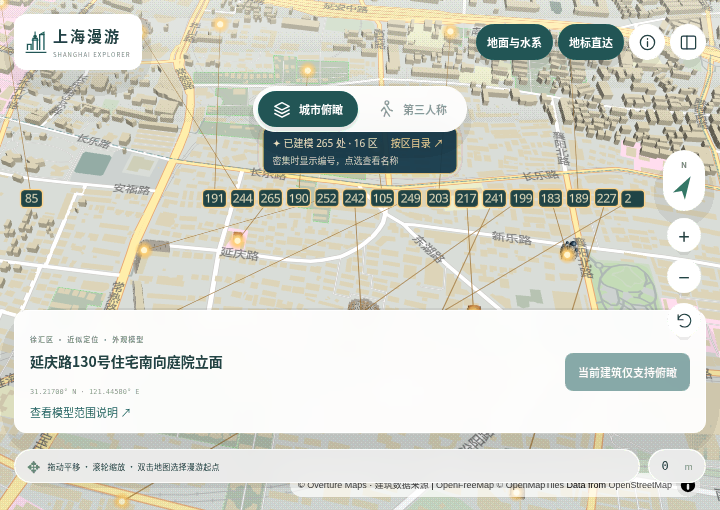 上海漫游
SHANGHAI EXPLORER
地面与水系
地标直达
城市俯瞰
第三人称
✦ 已建模 265 处 · 16 区 按区目录 ↗
密集时显示编号，点选查看名称
N
长乐路
长乐路
长乐路
襄阳北路
安福路
85
191 244 265 190 252 242 105 249 203 217 241 199 183 189 227 2
延庆路
东湖路
新乐路
襄阳北路
徐汇区 · 近似定位 · 外观模型
延庆路130号住宅南向庭院立面
31.21708° N · 121.44586° E
查看模型范围说明 ↗
当前建筑仅支持俯瞰
拖动平移 · 滚轮缩放 · 双击地图选择漫游起点
0 m
© Overture Maps · 建筑数据来源 | OpenFreeMap © OpenMapTiles Data from OpenStreetMap